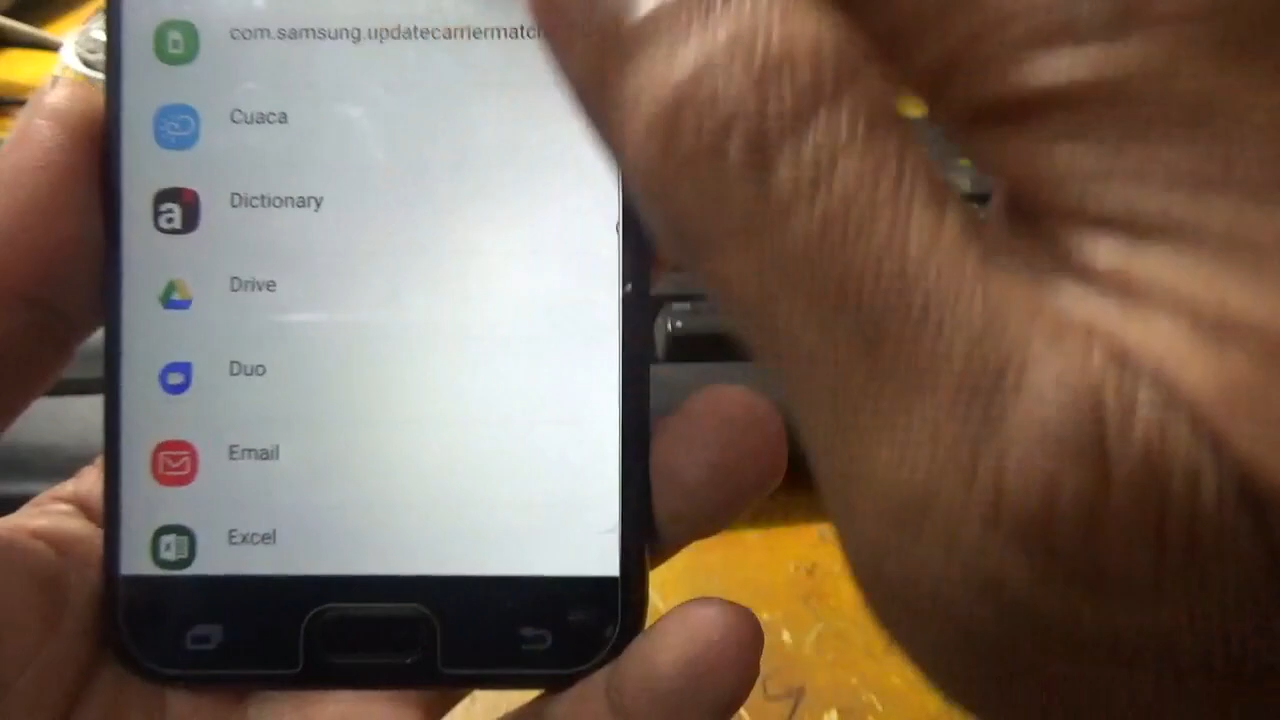 com.samsung.updatecarriermatch
Cuaca
Dictionary
Drive
Duo
Email
Excel